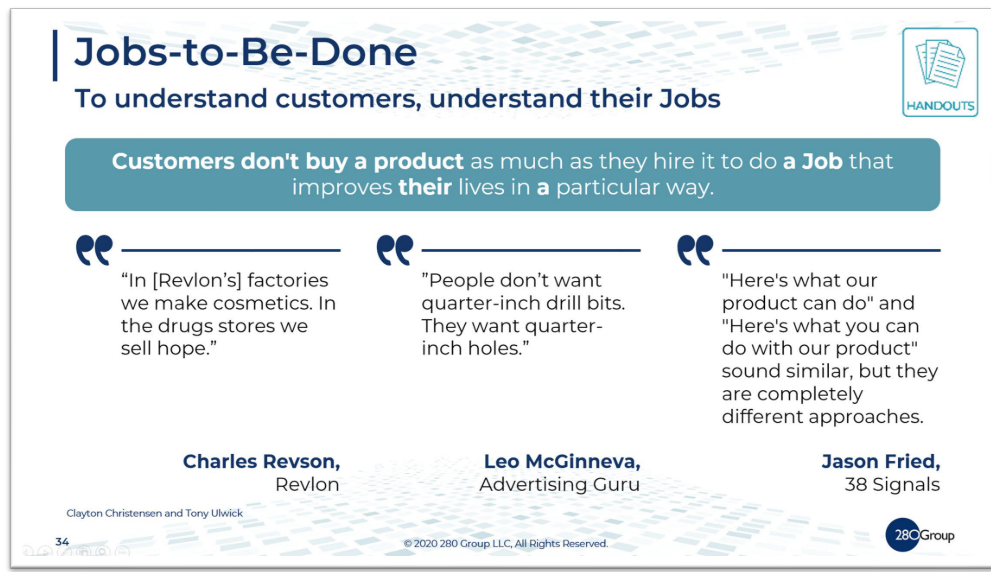 Jobs-to-Be-Done
To understand customers, understand their Jobs
HANDOUTS
Customers don't buy a product as much as they hire it to do a Job that
improves their lives in a particular way.
“In [Revlon’s] factories
we make cosmetics. In
the drugs stores we
sell hope.”
Charles Revson,
Revlon
”People don’t want
quarter-inch drill bits.
They want quarter-
inch holes.”
Leo McGinneva,
Advertising Guru
"Here's what our
product can do" and
"Here's what you can
do with our product"
sound similar, but they
are completely
different approaches.
Jason Fried,
38 Signals
Clayton Christensen and Tony Ulwick
34
© 2020 280 Group LLC, All Rights Reserved.
280 Group